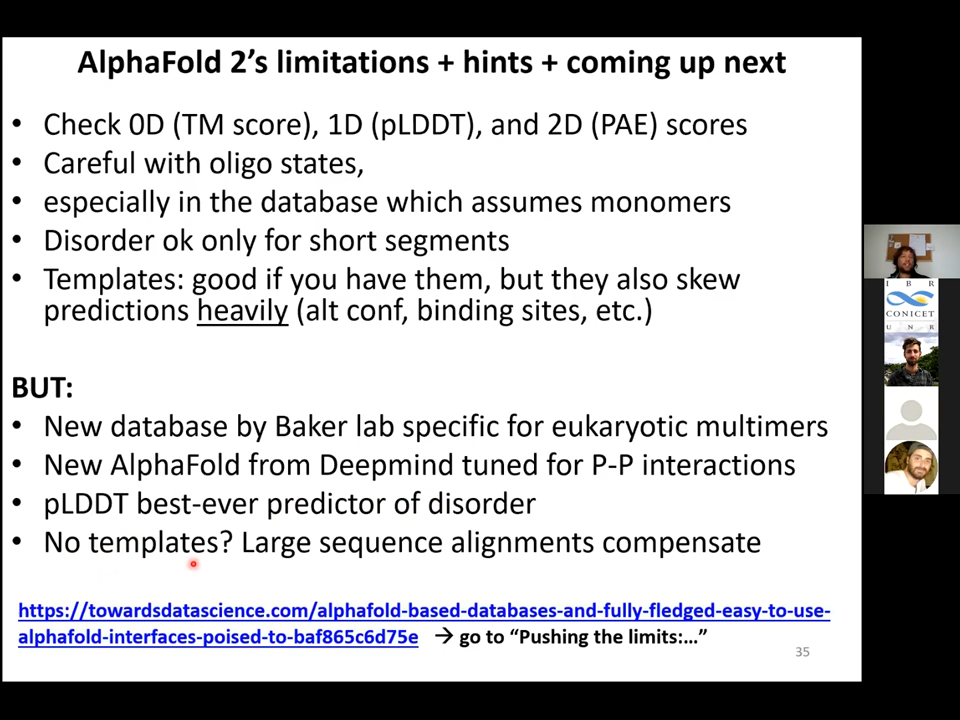 AlphaFold 2's limitations + hints + coming up next
• Check 0D (TM score), 1D (pLDDT), and 2D (PAE) scores
• Careful with oligo states,
• especially in the database which assumes monomers
• Disorder ok only for short segments
• Templates: good if you have them, but they also skew
predictions heavily (alt conf, binding sites, etc.)
BUT:
• New database by Baker lab specific for eukaryotic multimers
• New AlphaFold from Deepmind tuned for P-P interactions
• pLDDT best-ever predictor of disorder
• No templates? Large sequence alignments compensate
https://towardsdatascience.com/alphafold-based-databases-and-fully-fledged-easy-to-use-
alphafold-interfaces-poised-to-baf865c6d75e → go to “Pushing the limits:...”
35
I B R
CONICET
U N R